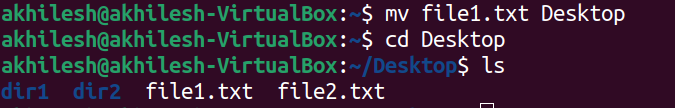 akhilesh@akhilesh-VirtualBox:~$ mv file1.txt Desktop
akhilesh@akhilesh-VirtualBox:~$ cd Desktop
akhilesh@akhilesh-VirtualBox:~/Desktop$ ls
dir1  dir2  file1.txt  file2.txt